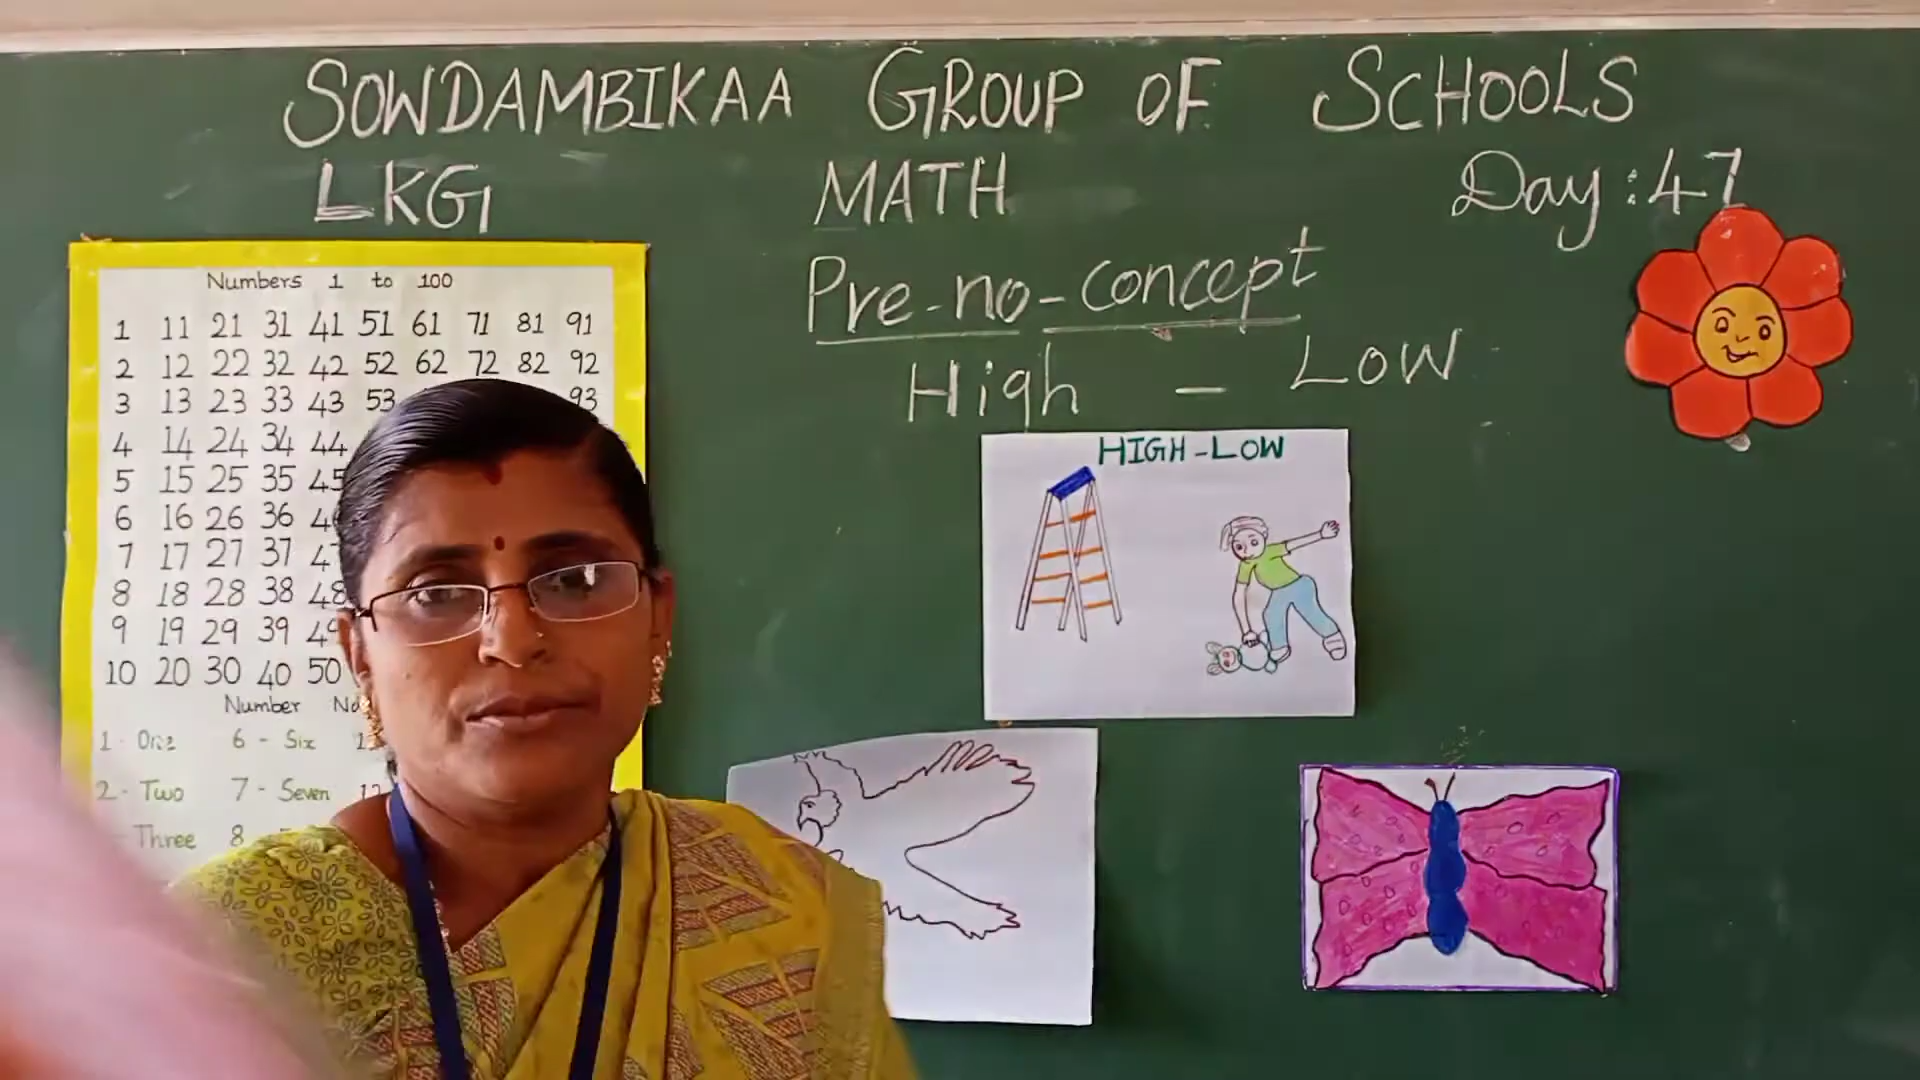 SOWDAMBIKAA GROUP OF SCHOOLS
LKG MATH Day : 47
Pre-no-concept
High - Low
HIGH-LOW
Numbers 1 to 100
1 11 21 31 41 51 61 71 81 91
2 12 22 32 42 52 62 72 82 92
3 13 23 33 43 53 93
4 14 24 34 44
5 15 25 35 45
6 16 26 36
7 17 27 37
8 18 28 38 48
9 19 29 39 49
10 20 30 40 50
Number
1 - One 6 - Six
2 - Two 7 - Seven
Three 8